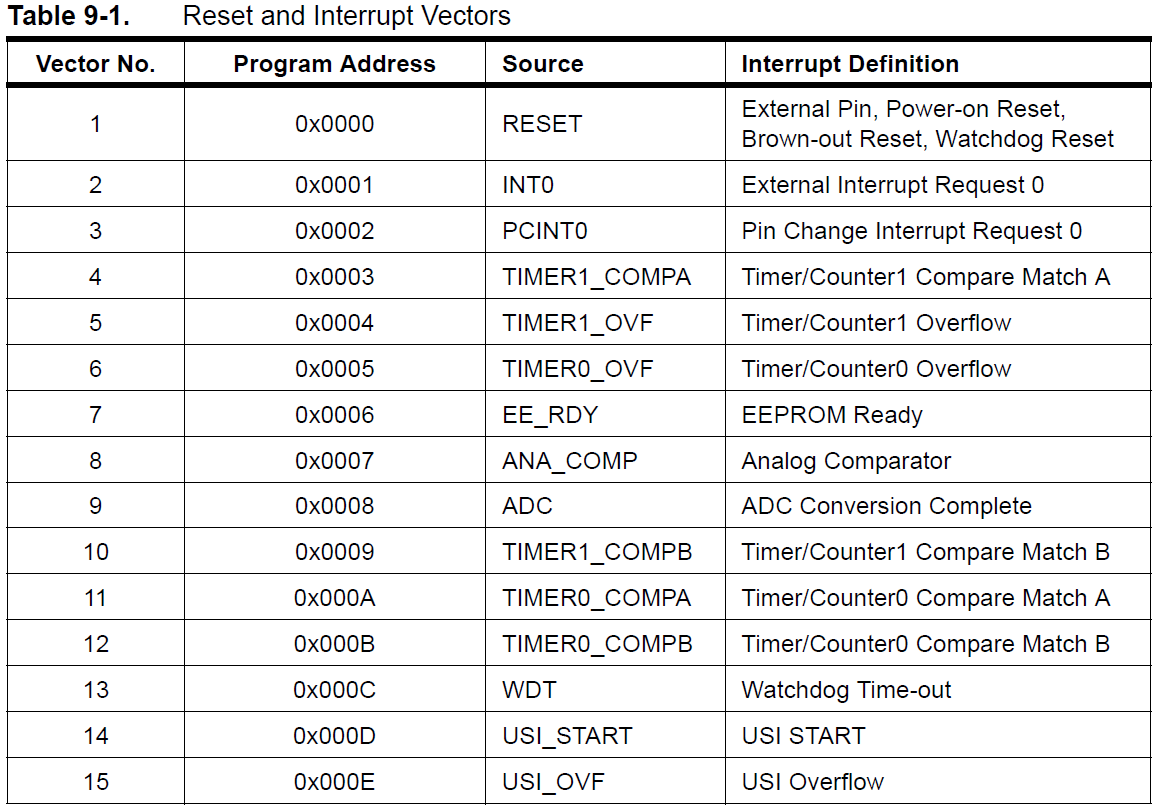 Table 9-1. Reset and Interrupt Vectors
Vector No. Program Address Source Interrupt Definition
1 0x0000 RESET External Pin, Power-on Reset,
Brown-out Reset, Watchdog Reset
2 0x0001 INT0 External Interrupt Request 0
3 0x0002 PCINT0 Pin Change Interrupt Request 0
4 0x0003 TIMER1_COMPA Timer/Counter1 Compare Match A
5 0x0004 TIMER1_OVF Timer/Counter1 Overflow
6 0x0005 TIMER0_OVF Timer/Counter0 Overflow
7 0x0006 EE_RDY EEPROM Ready
8 0x0007 ANA_COMP Analog Comparator
9 0x0008 ADC ADC Conversion Complete
10 0x0009 TIMER1_COMPB Timer/Counter1 Compare Match B
11 0x000A TIMER0_COMPA Timer/Counter0 Compare Match A
12 0x000B TIMER0_COMPB Timer/Counter0 Compare Match B
13 0x000C WDT Watchdog Time-out
14 0x000D USI_START USI START
15 0x000E USI_OVF USI Overflow